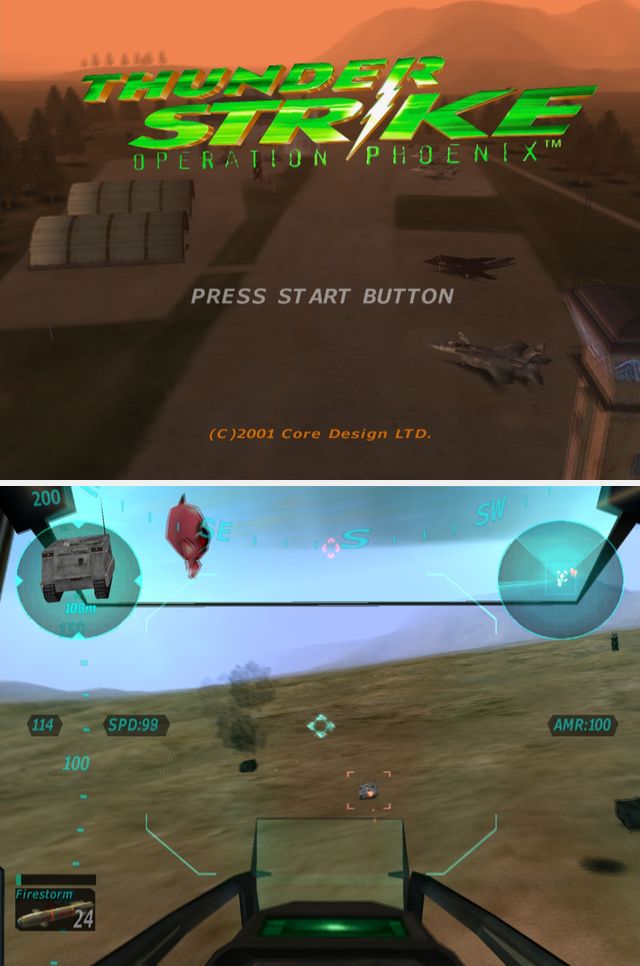 THUNDER
STRIKE
OPERATION PHOENIX™
PRESS START BUTTON
(C)2001 Core Design LTD.
200
SE
S
SW
108m
150
114
SPD:98
AMR:100
100
Firestorm
24